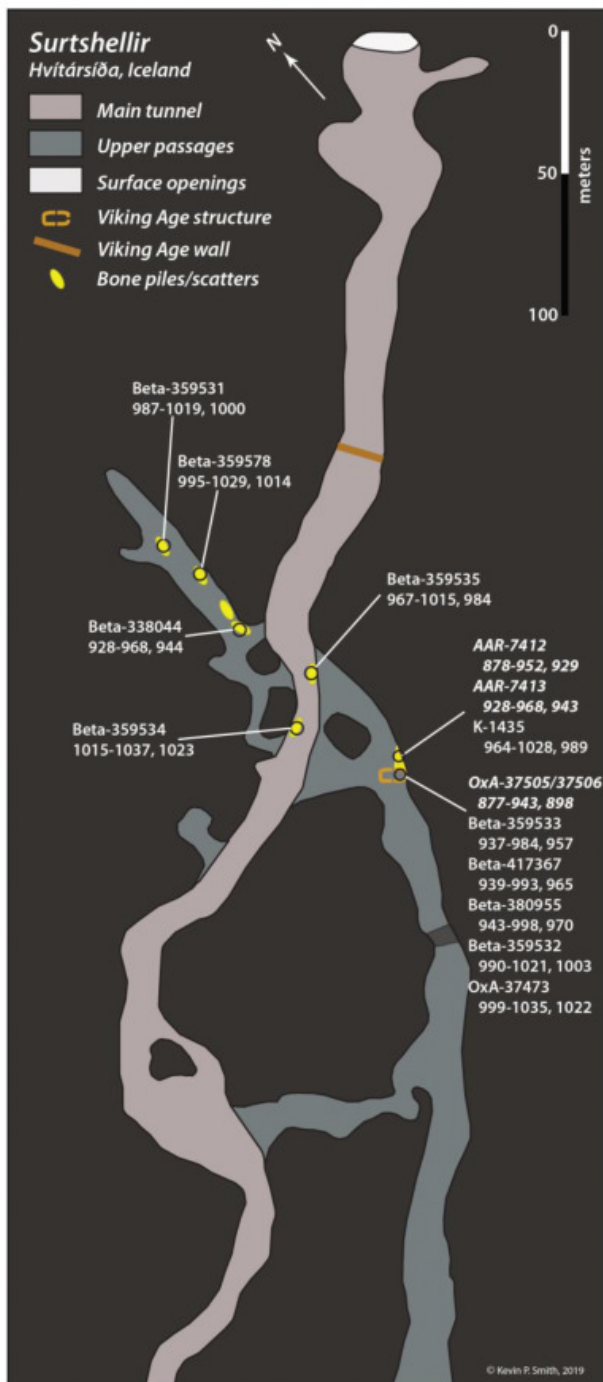 Surtshellir
Hvítársíða, Iceland
N
Main tunnel
Upper passages
Surface openings
Viking Age structure
Viking Age wall
Bone piles/scatters
0
50
100
meters
Beta-359531
987-1019, 1000
Beta-359578
995-1029, 1014
Beta-338044
928-968, 944
Beta-359534
1015-1037, 1023
Beta-359535
967-1015, 984
AAR-7412
878-952, 929
AAR-7413
928-968, 943
K-1435
964-1028, 989
OxA-37505/37506
877-943, 898
Beta-359533
937-984, 957
Beta-417367
939-993, 965
Beta-380955
943-998, 970
Beta-359532
990-1021, 1003
OxA-37473
999-1035, 1022
© Kevin P. Smith, 2019